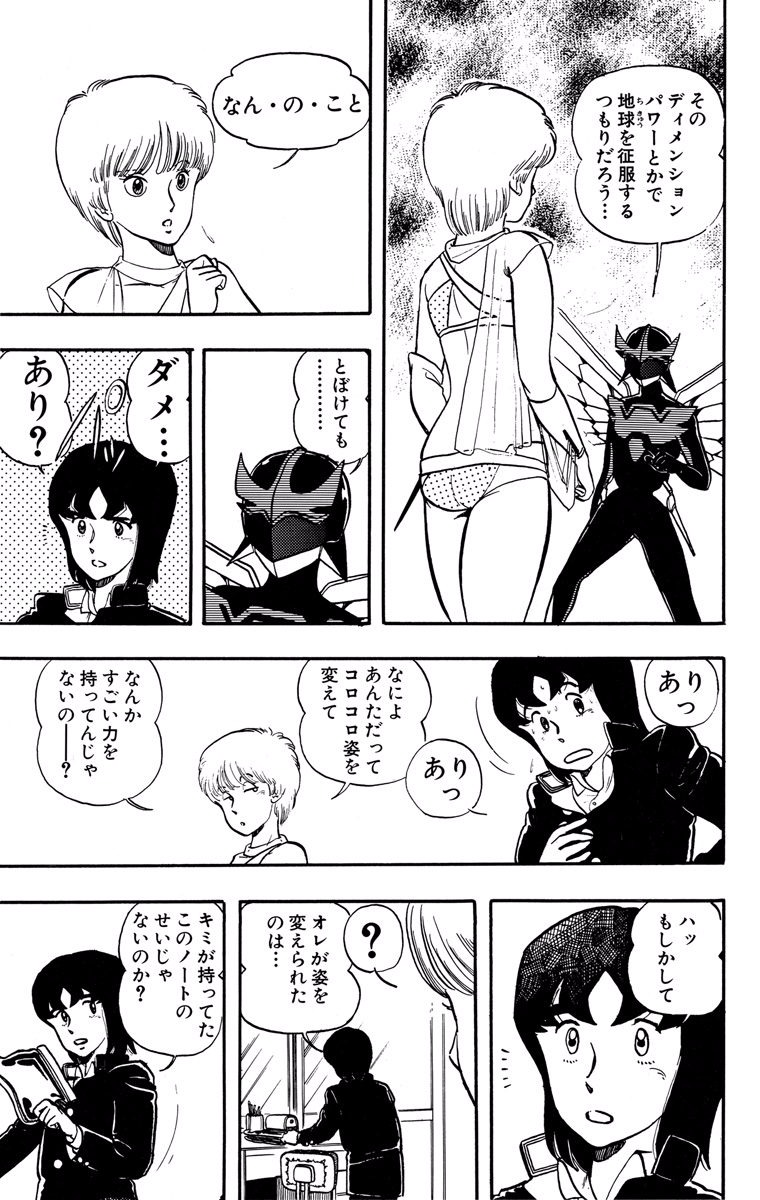 その
ディメンション
パワーとかで
地球を征服する
つもりだろう…
なん・の・こと
とぼけても
…………
ダメ…
あり?
ありっ
ありっ
なによ
あんただって
コロコロ姿を
変えて
なんか
すごい力を
持ってんじゃ
ないの――?
ハッ
もしかして
?
オレが姿を
変えられた
のは…
キミが持ってた
このノートの
せいじゃ
ないのか?